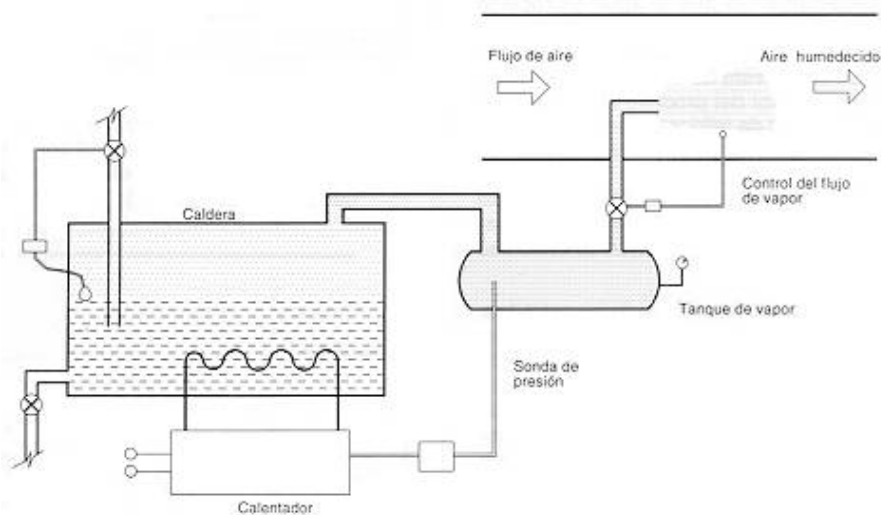 Flujo de aire
Aire humedecido
Caldera
Control del flujo
de vapor
Tanque de vapor
Sonda de
presión
Calentador